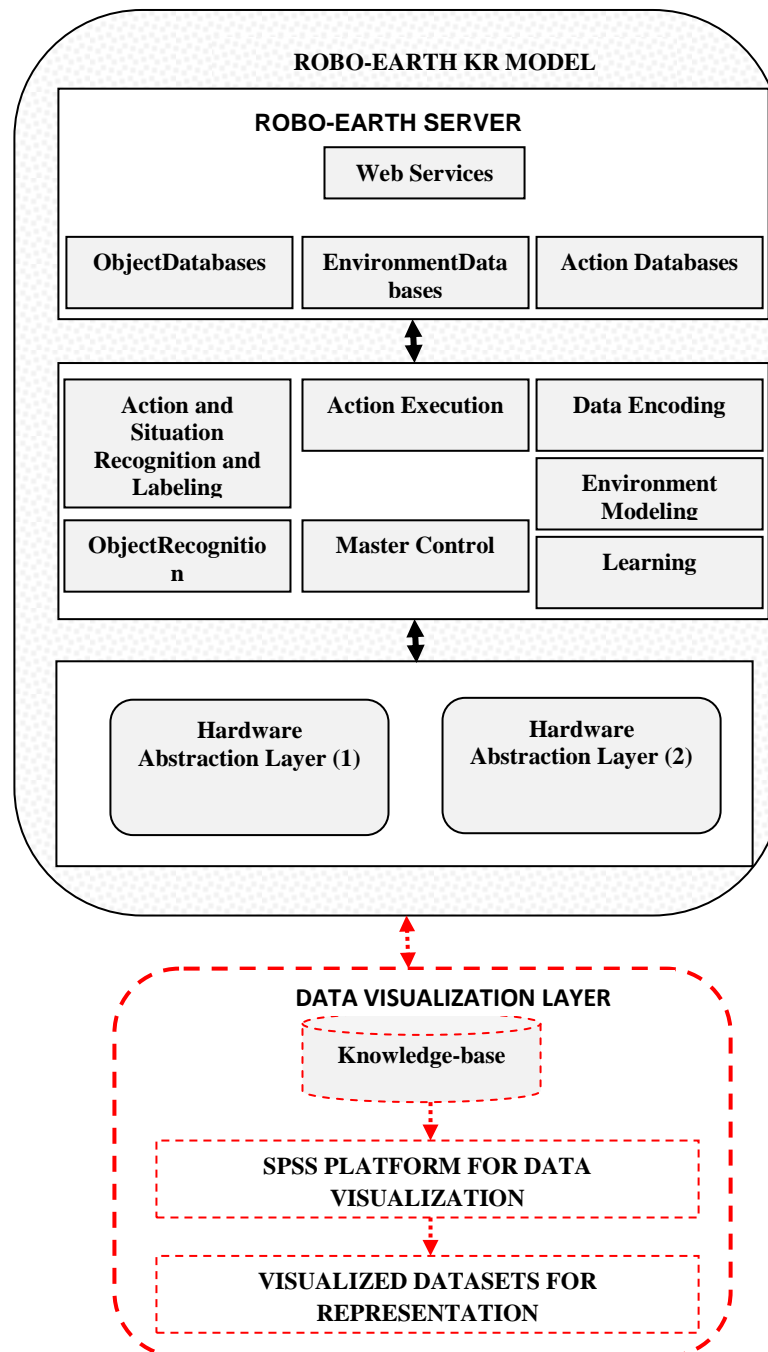 ROBO-EARTH KR MODEL
ROBO-EARTH SERVER
Web Services
ObjectDatabases
EnvironmentData
bases
Action Databases
Action and
Situation
Recognition and
Labeling
Action Execution
Data Encoding
Environment
Modeling
ObjectRecognitio
n
Master Control
Learning
Hardware
Abstraction Layer (1)
Hardware
Abstraction Layer (2)
DATA VISUALIZATION LAYER
Knowledge-base
SPSS PLATFORM FOR DATA
VISUALIZATION
VISUALIZED DATASETS FOR
REPRESENTATION